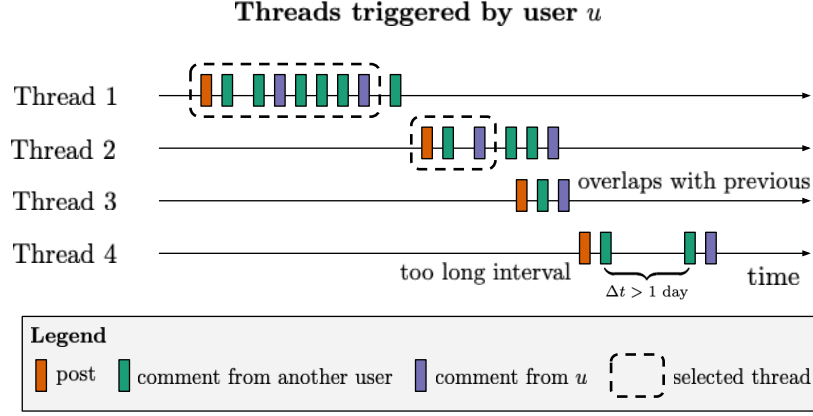 Threads triggered by user u
Thread 1
Thread 2
overlaps with previous
Thread 3
Thread 4
too long interval
time
Δt > 1 day
Legend
post
comment from another user
comment from u
selected thread